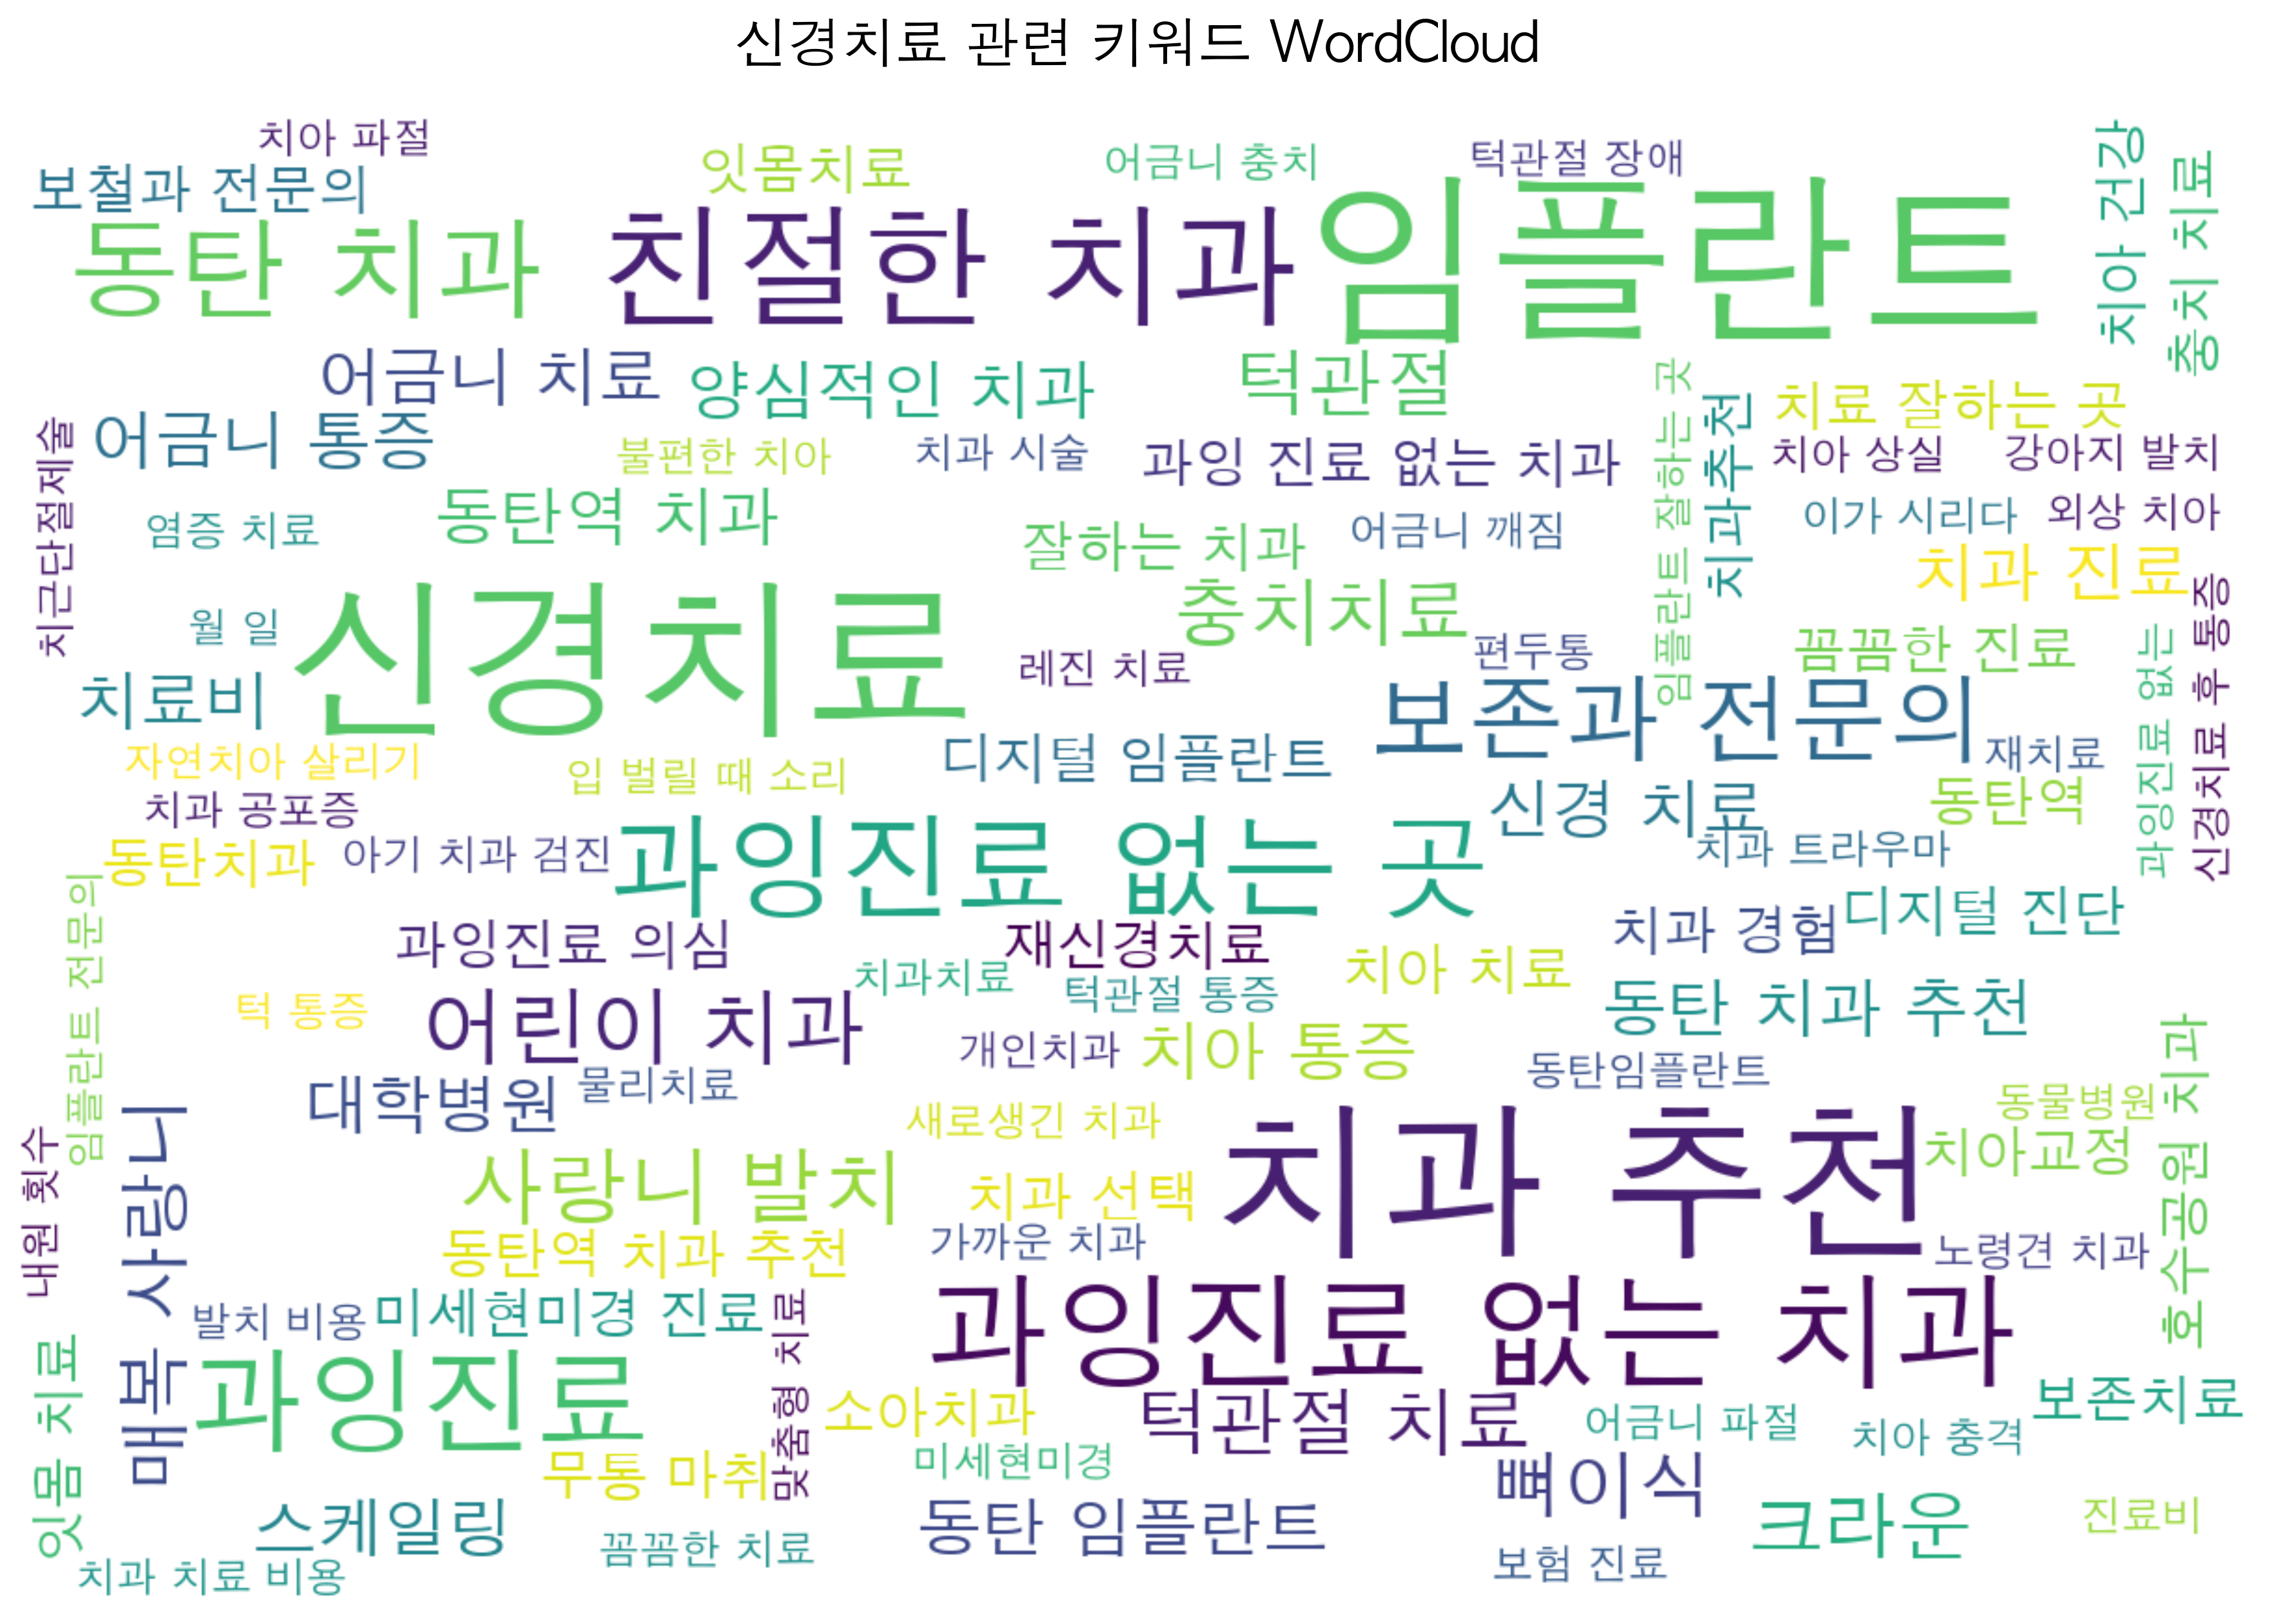 신경치료 관련 키워드 WordCloud
치아 파절
보철과 전문의
잇몸치료
어금니 충치
턱관절 장애
치아 건강
충치 치료
동탄 치과
친절한 치과
임플란트
어금니 치료
양심적인 치과
턱관절
임플란트 잘하는 곳
치과추천
치료 잘하는 곳
치근단절제술
어금니 통증
불편한 치아
치과 시술
과잉 진료 없는 치과
치아 상실
강아지 발치
염증 치료
동탄역 치과
잘하는 치과
어금니 깨짐
이가 시리다
외상 치아
치과 진료
월 일
신경치료
충치치료
레진 치료
편두통
꼼꼼한 진료
과잉진료 없는
신경치료 후 통증
치료비
보존과 전문의
자연치아 살리기
입 벌릴 때 소리
디지털 임플란트
재치료
치과 공포증
신경 치료
동탄역
동탄치과
아기 치과 검진
과잉진료 없는 곳
치과 트라우마
임플란트 전문의
과잉진료 의심
재신경치료
치과 경험
디지털 진단
치과치료
턱관절 통증
치아 치료
턱 통증
어린이 치과
동탄 치과 추천
개인치과
치아 통증
대학병원
물리치료
동탄임플란트
호수공원 치과
동물병원
내원 횟수
매복 사랑니
새로생긴 치과
사랑니 발치
치과 선택
치과 추천
치아교정
동탄역 치과 추천
가까운 치과
노령견 치과
발치 비용
미세현미경 진료
맞춤형 치료
과잉진료 없는 치과
잇몸 치료
과잉진료
소아치과
턱관절 치료
어금니 파절
치아 충격
보존치료
무통 마취
미세현미경
뼈이식
스케일링
꼼꼼한 치료
동탄 임플란트
크라운
진료비
치과 치료 비용
보험 진료